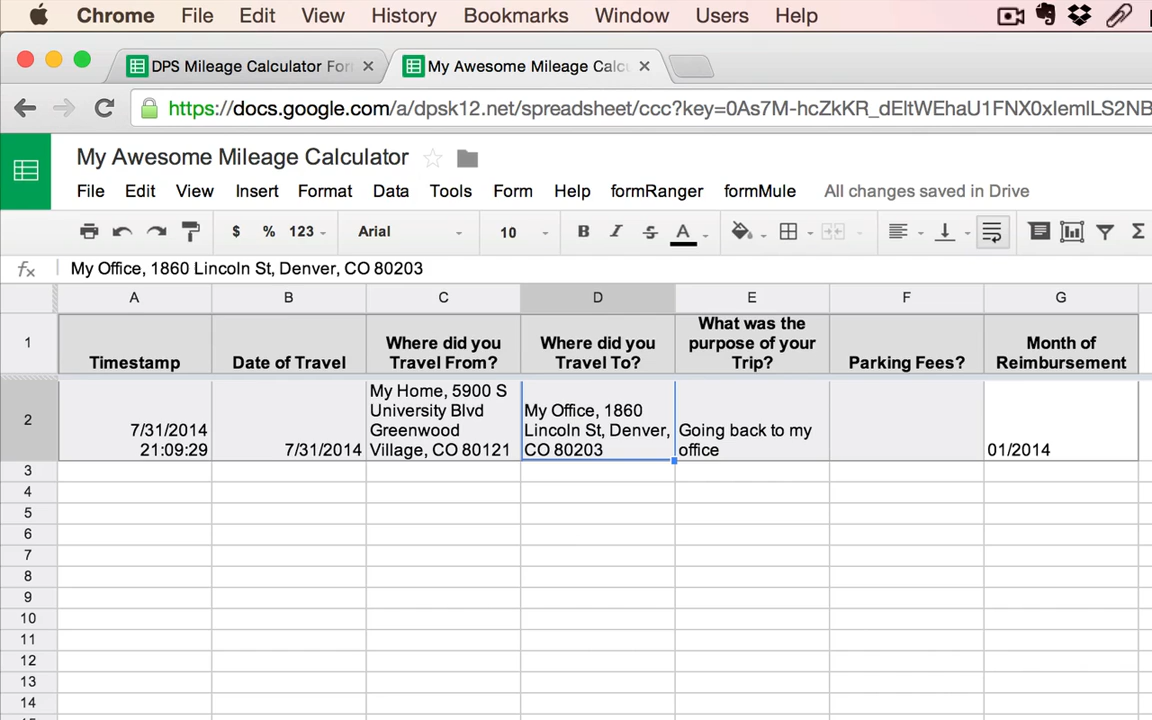 Chrome File Edit View History Bookmarks Window Users Help
DPS Mileage Calculator For
My Awesome Mileage Calc
https://docs.google.com/a/dpsk12.net/spreadsheet/ccc?key=0As7M-hcZkKR_dEltWEhaU1FNX0xIemlLS2NB
My Awesome Mileage Calculator
File Edit View Insert Format Data Tools Form Help formRanger formMule All changes saved in Drive
$ % 123 Arial 10 B I S A Σ
fx My Office, 1860 Lincoln St, Denver, CO 80203
A B C D E F G
1
Timestamp
Date of Travel
Where did you
Travel From?
Where did you
Travel To?
What was the
purpose of your
Trip?
Parking Fees?
Month of
Reimbursement
2
7/31/2014
21:09:29
7/31/2014
My Home, 5900 S
University Blvd
Greenwood
Village, CO 80121
My Office, 1860
Lincoln St, Denver,
CO 80203
Going back to my
office
01/2014
3
4
5
6
7
8
9
10
11
12
13
14